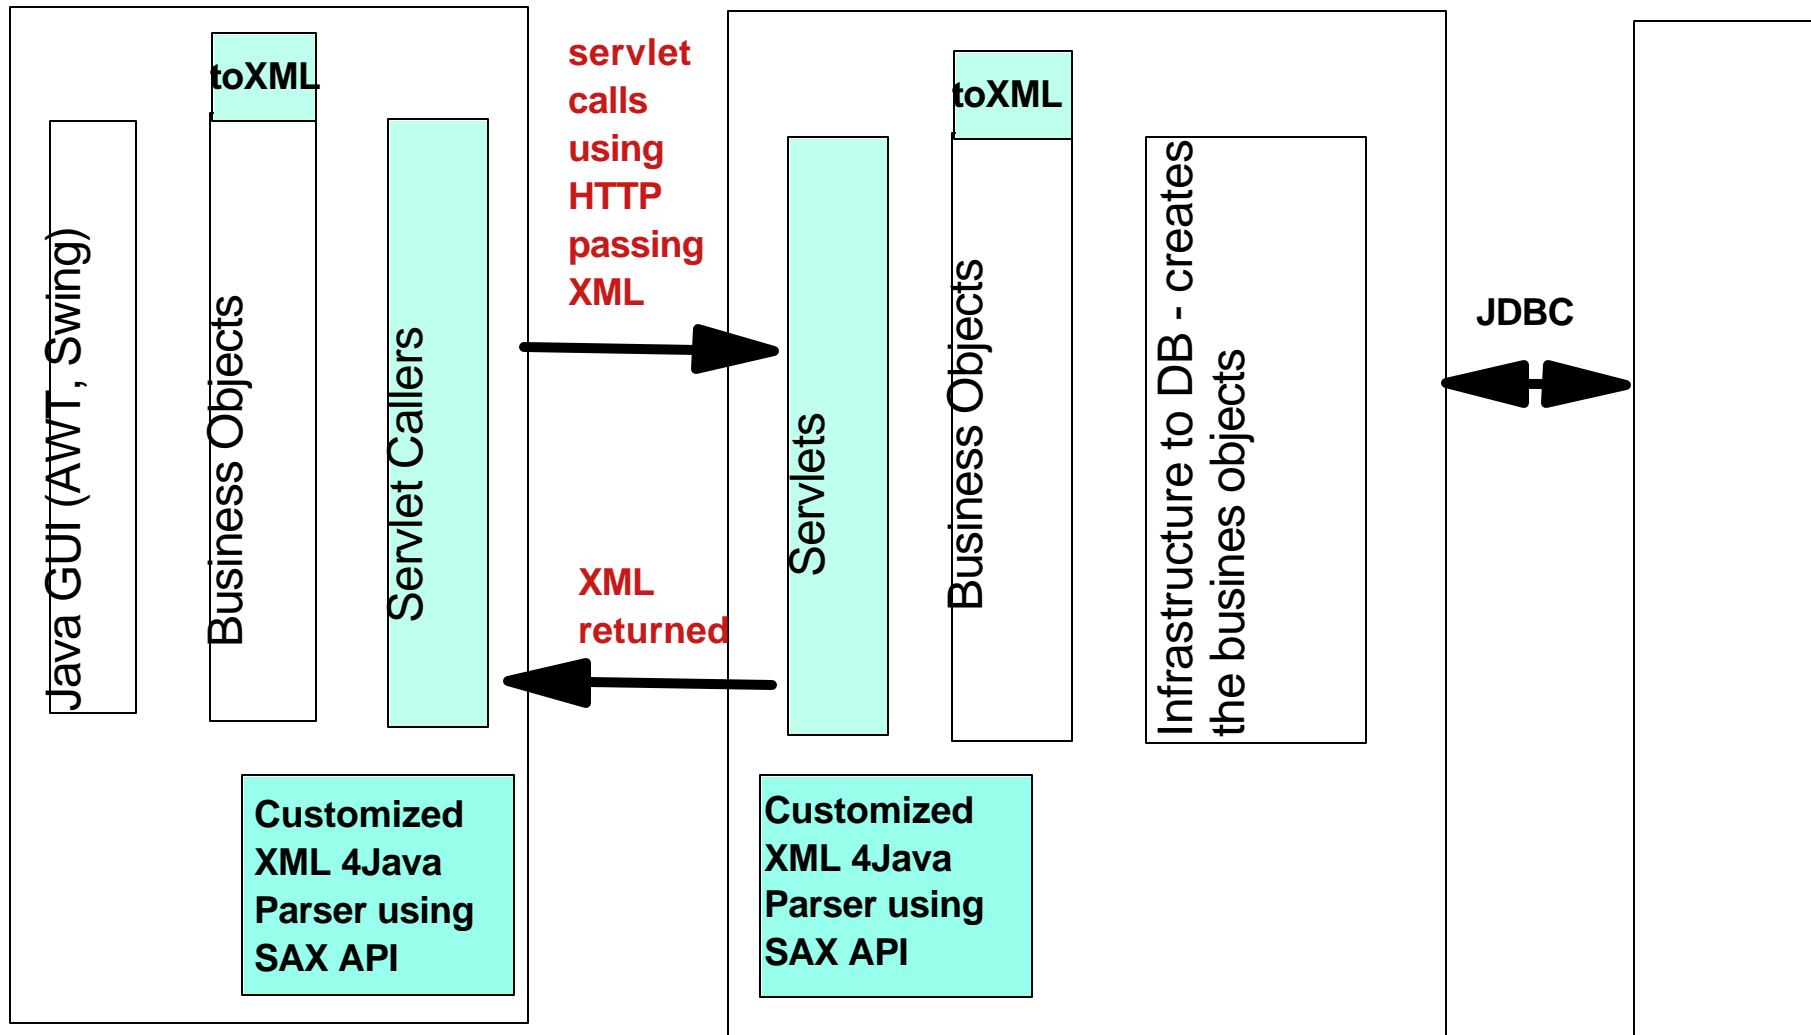 toXML
Java GUI (AWT, Swing)
Business Objects
Servlet Callers
Customized
XML 4Java
Parser using
SAX API
servlet
calls
using
HTTP
passing
XML
XML
returned
toXML
Servlets
Business Objects
Infrastructure to DB - creates
the busines objects
Customized
XML 4Java
Parser using
SAX API
JDBC